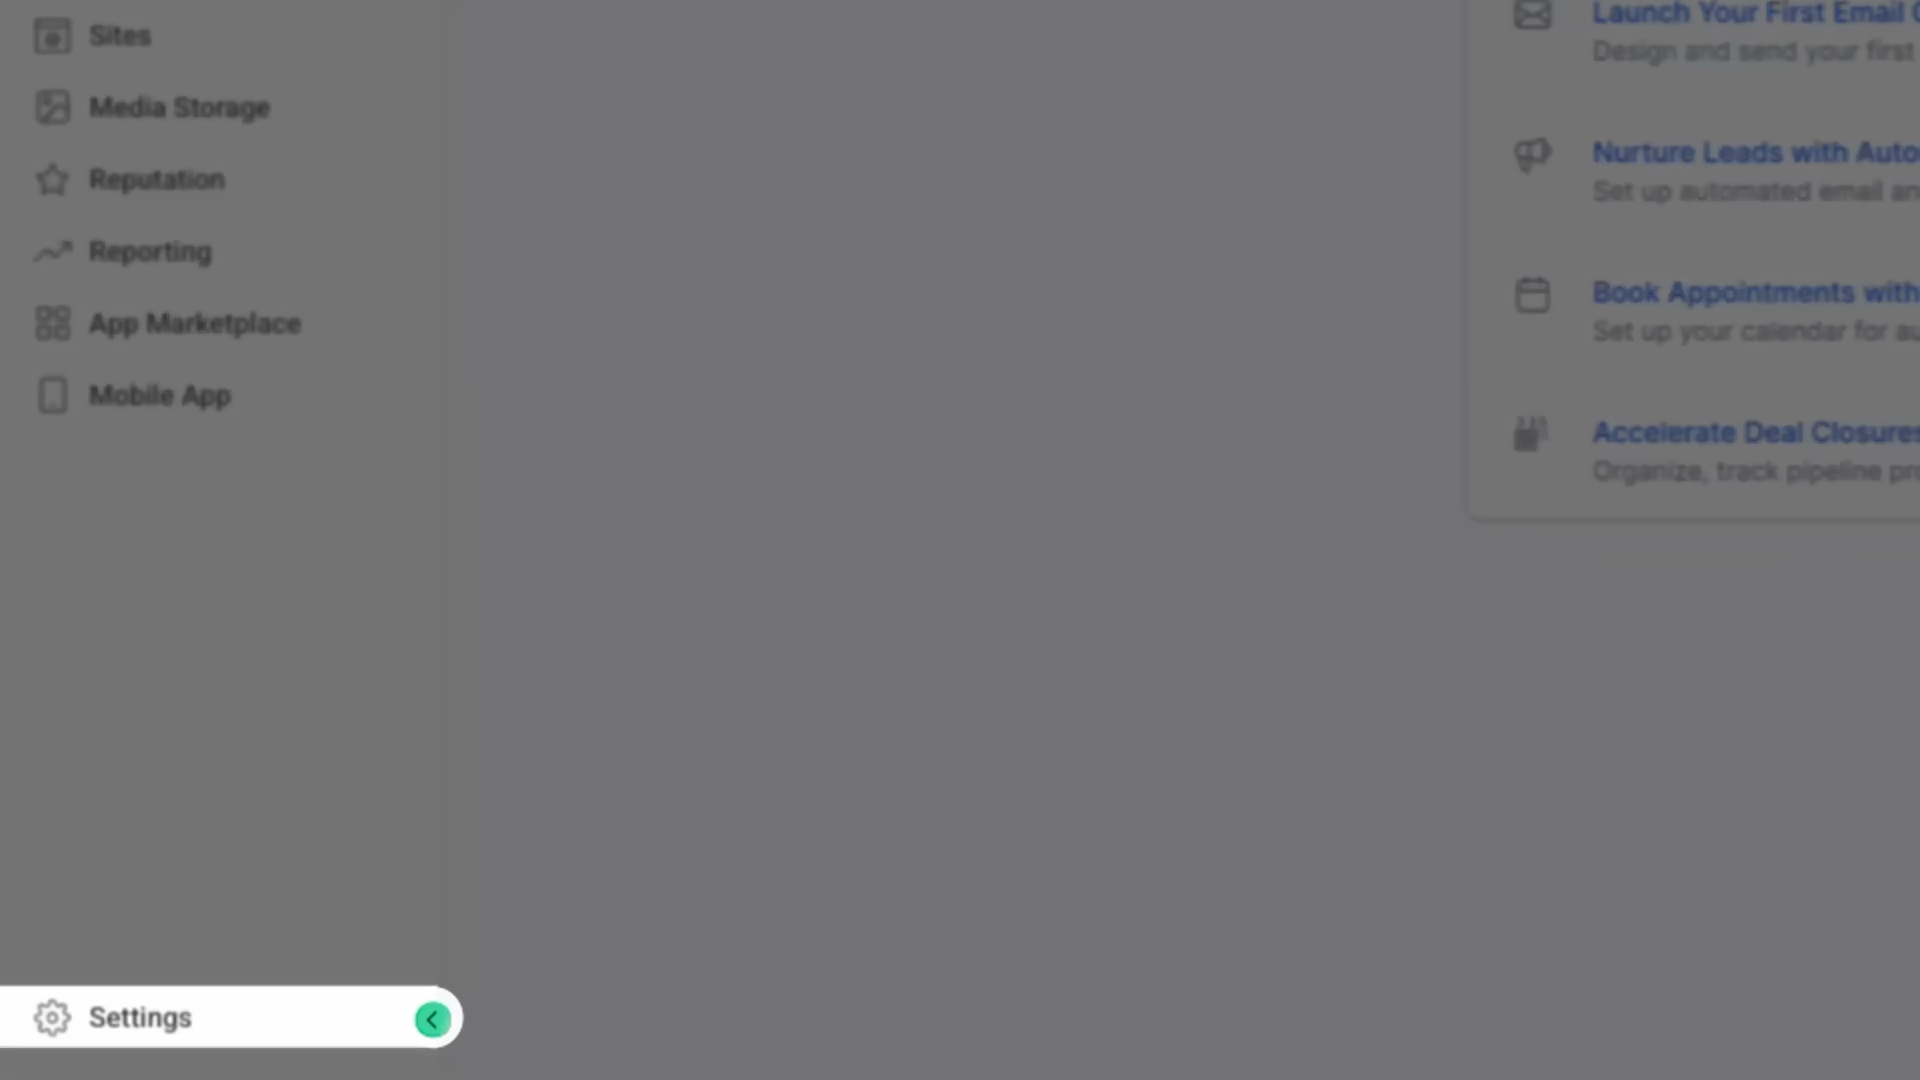 Sites
Media Storage
Reputation
Reporting
App Marketplace
Mobile App
Settings
Launch Your First Email
Design and send your first
Nurture Leads with Auto
Set up automated email an
Book Appointments with
Set up your calendar for au
Accelerate Deal Closures
Organize, track pipeline pr